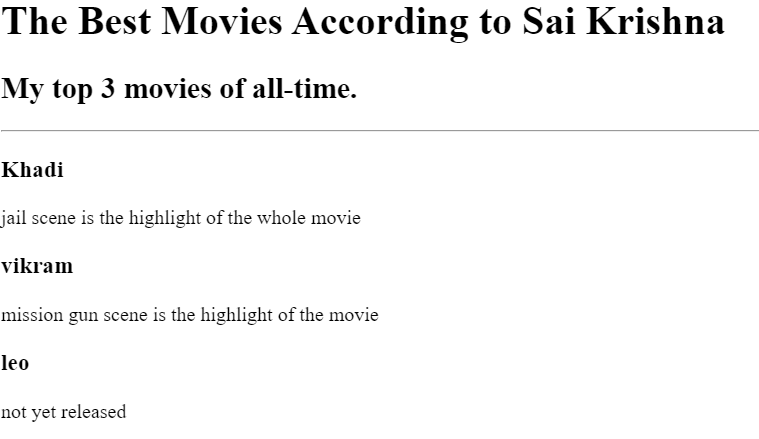 The Best Movies According to Sai Krishna
My top 3 movies of all-time.
Khadi
jail scene is the highlight of the whole movie
vikram
mission gun scene is the highlight of the movie
leo
not yet released